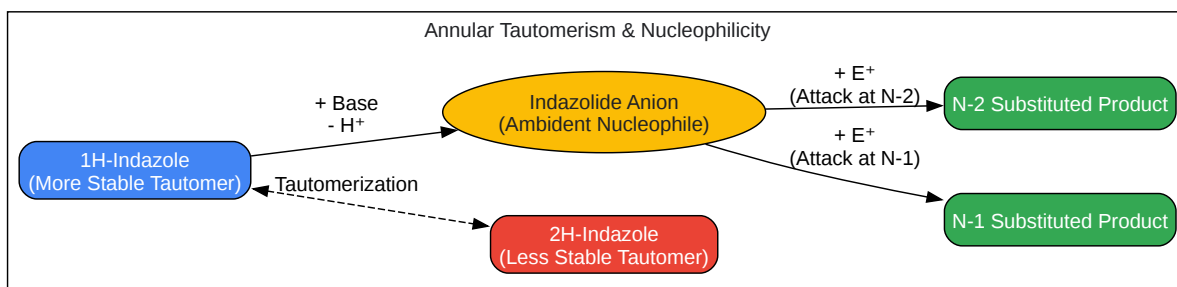 Annular Tautomerism & Nucleophilicity
+ Base
- H⁺
1H-Indazole
(More Stable Tautomer)
Tautomerization
Indazolide Anion
(Ambident Nucleophile)
2H-Indazole
(Less Stable Tautomer)
+ E⁺
(Attack at N-2)
N-2 Substituted Product
+ E⁺
(Attack at N-1)
N-1 Substituted Product